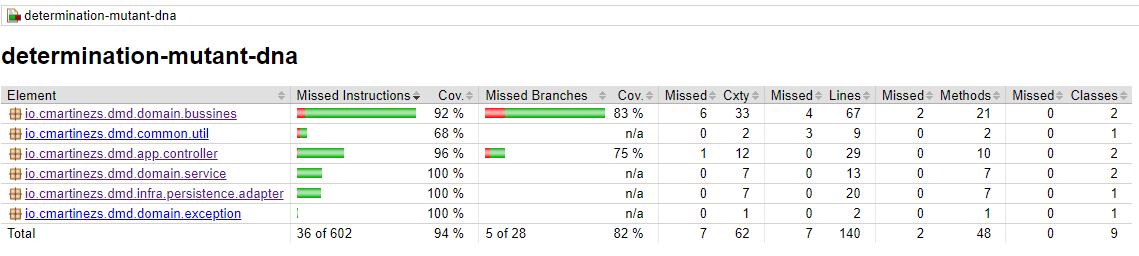 determination-mutant-dna
determination-mutant-dna
Element Missed Instructions Cov. Missed Branches Cov. Missed Cxty Missed Lines Missed Methods Missed Classes
io.cmartinezs.dmd.domain.bussines 92 % 83 % 6 33 4 67 2 21 0 2
io.cmartinezs.dmd.common.util 68 % n/a 0 2 3 9 0 2 0 1
io.cmartinezs.dmd.app.controller 96 % 75 % 1 12 0 29 0 10 0 2
io.cmartinezs.dmd.domain.service 100 % n/a 0 7 0 13 0 7 0 2
io.cmartinezs.dmd.infra.persistence.adapter 100 % n/a 0 7 0 20 0 7 0 1
io.cmartinezs.dmd.domain.exception 100 % n/a 0 1 0 2 0 1 0 1
Total 36 of 602 94 % 5 of 28 82 % 7 62 7 140 2 48 0 9